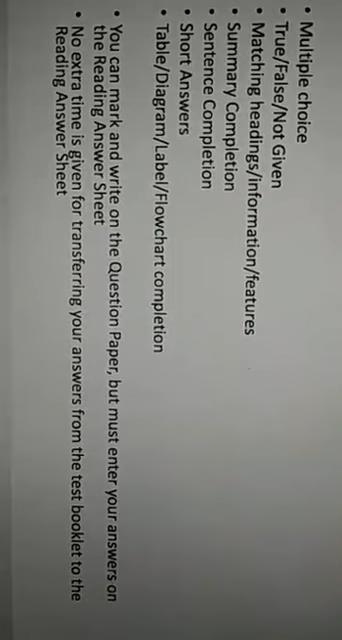 • Multiple choice
• True/False/Not Given
• Matching headings/information/features
• Summary Completion
• Sentence Completion
• Short Answers
• Table/Diagram/Label/Flowchart completion
• You can mark and write on the Question Paper, but must enter your answers on
the Reading Answer Sheet
• No extra time is given for transferring your answers from the test booklet to the
Reading Answer Sheet